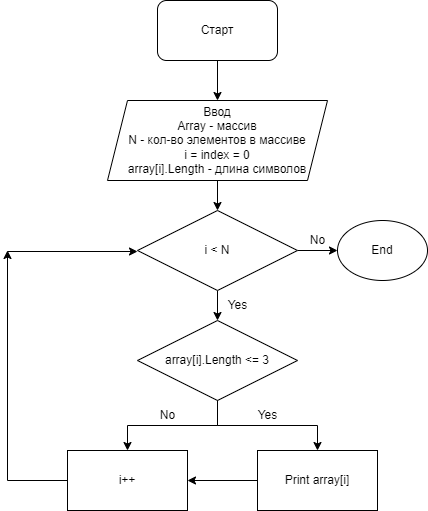 Старт
Ввод
Array - массив
N - кол-во элементов в массиве
i = index = 0
array[i].Length - длина символов
i < N
No
End
Yes
array[i].Length <= 3
No
Yes
i++
Print array[i]